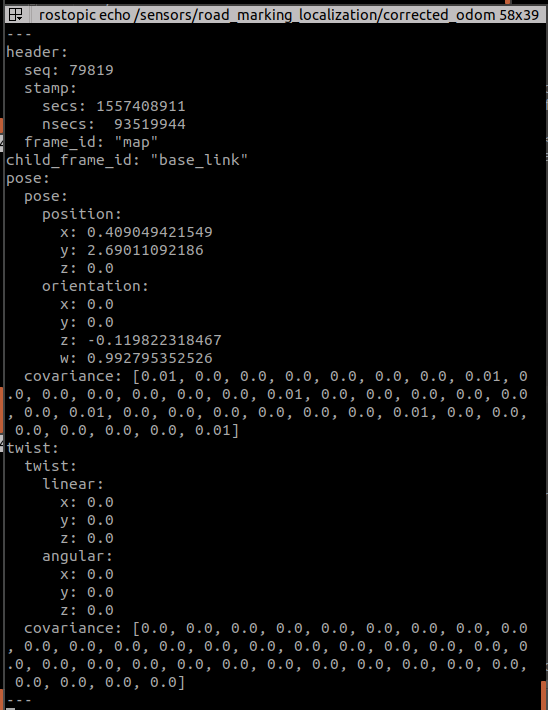 rostopic echo /sensors/road_marking_localization/corrected_odom 58x39
---
header:
  seq: 79819
  stamp:
    secs: 1557408911
    nsecs:  93519944
  frame_id: "map"
child_frame_id: "base_link"
pose:
  pose:
    position:
      x: 0.409049421549
      y: 2.69011092186
      z: 0.0
    orientation:
      x: 0.0
      y: 0.0
      z: -0.119822318467
      w: 0.992795352526
  covariance: [0.01, 0.0, 0.0, 0.0, 0.0, 0.0, 0.0, 0.01, 0
.0, 0.0, 0.0, 0.0, 0.0, 0.0, 0.01, 0.0, 0.0, 0.0, 0.0, 0.0
, 0.0, 0.01, 0.0, 0.0, 0.0, 0.0, 0.0, 0.0, 0.01, 0.0, 0.0,
 0.0, 0.0, 0.0, 0.0, 0.01]
twist:
  twist:
    linear:
      x: 0.0
      y: 0.0
      z: 0.0
    angular:
      x: 0.0
      y: 0.0
      z: 0.0
  covariance: [0.0, 0.0, 0.0, 0.0, 0.0, 0.0, 0.0, 0.0, 0.0
, 0.0, 0.0, 0.0, 0.0, 0.0, 0.0, 0.0, 0.0, 0.0, 0.0, 0.0, 0
.0, 0.0, 0.0, 0.0, 0.0, 0.0, 0.0, 0.0, 0.0, 0.0, 0.0, 0.0,
 0.0, 0.0, 0.0, 0.0]
---